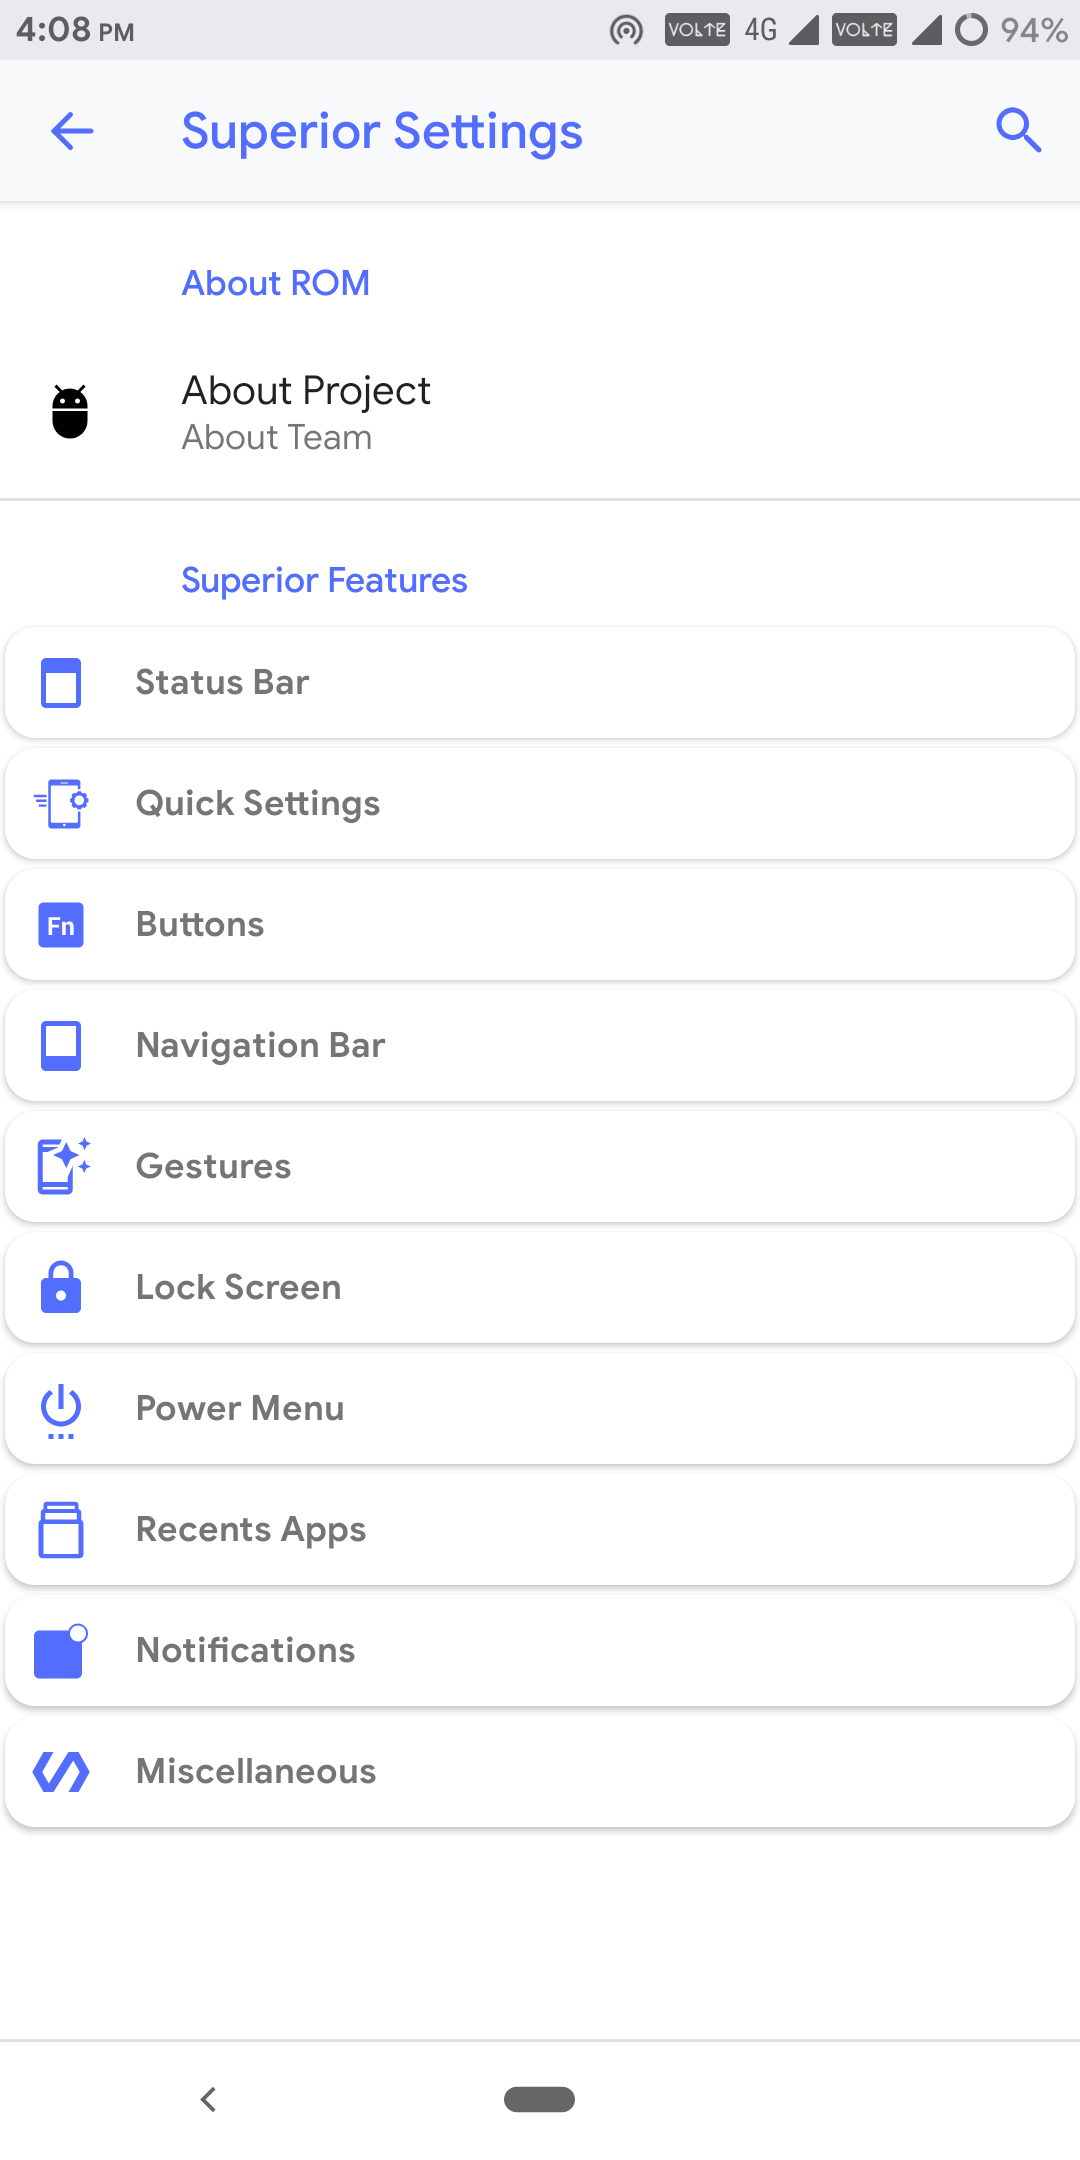 4:08 PM VOLTE 4G VOLTE 94%
Superior Settings
About ROM
About Project
About Team
Superior Features
Status Bar
Quick Settings
Fn Buttons
Navigation Bar
Gestures
Lock Screen
Power Menu
Recents Apps
Notifications
Miscellaneous